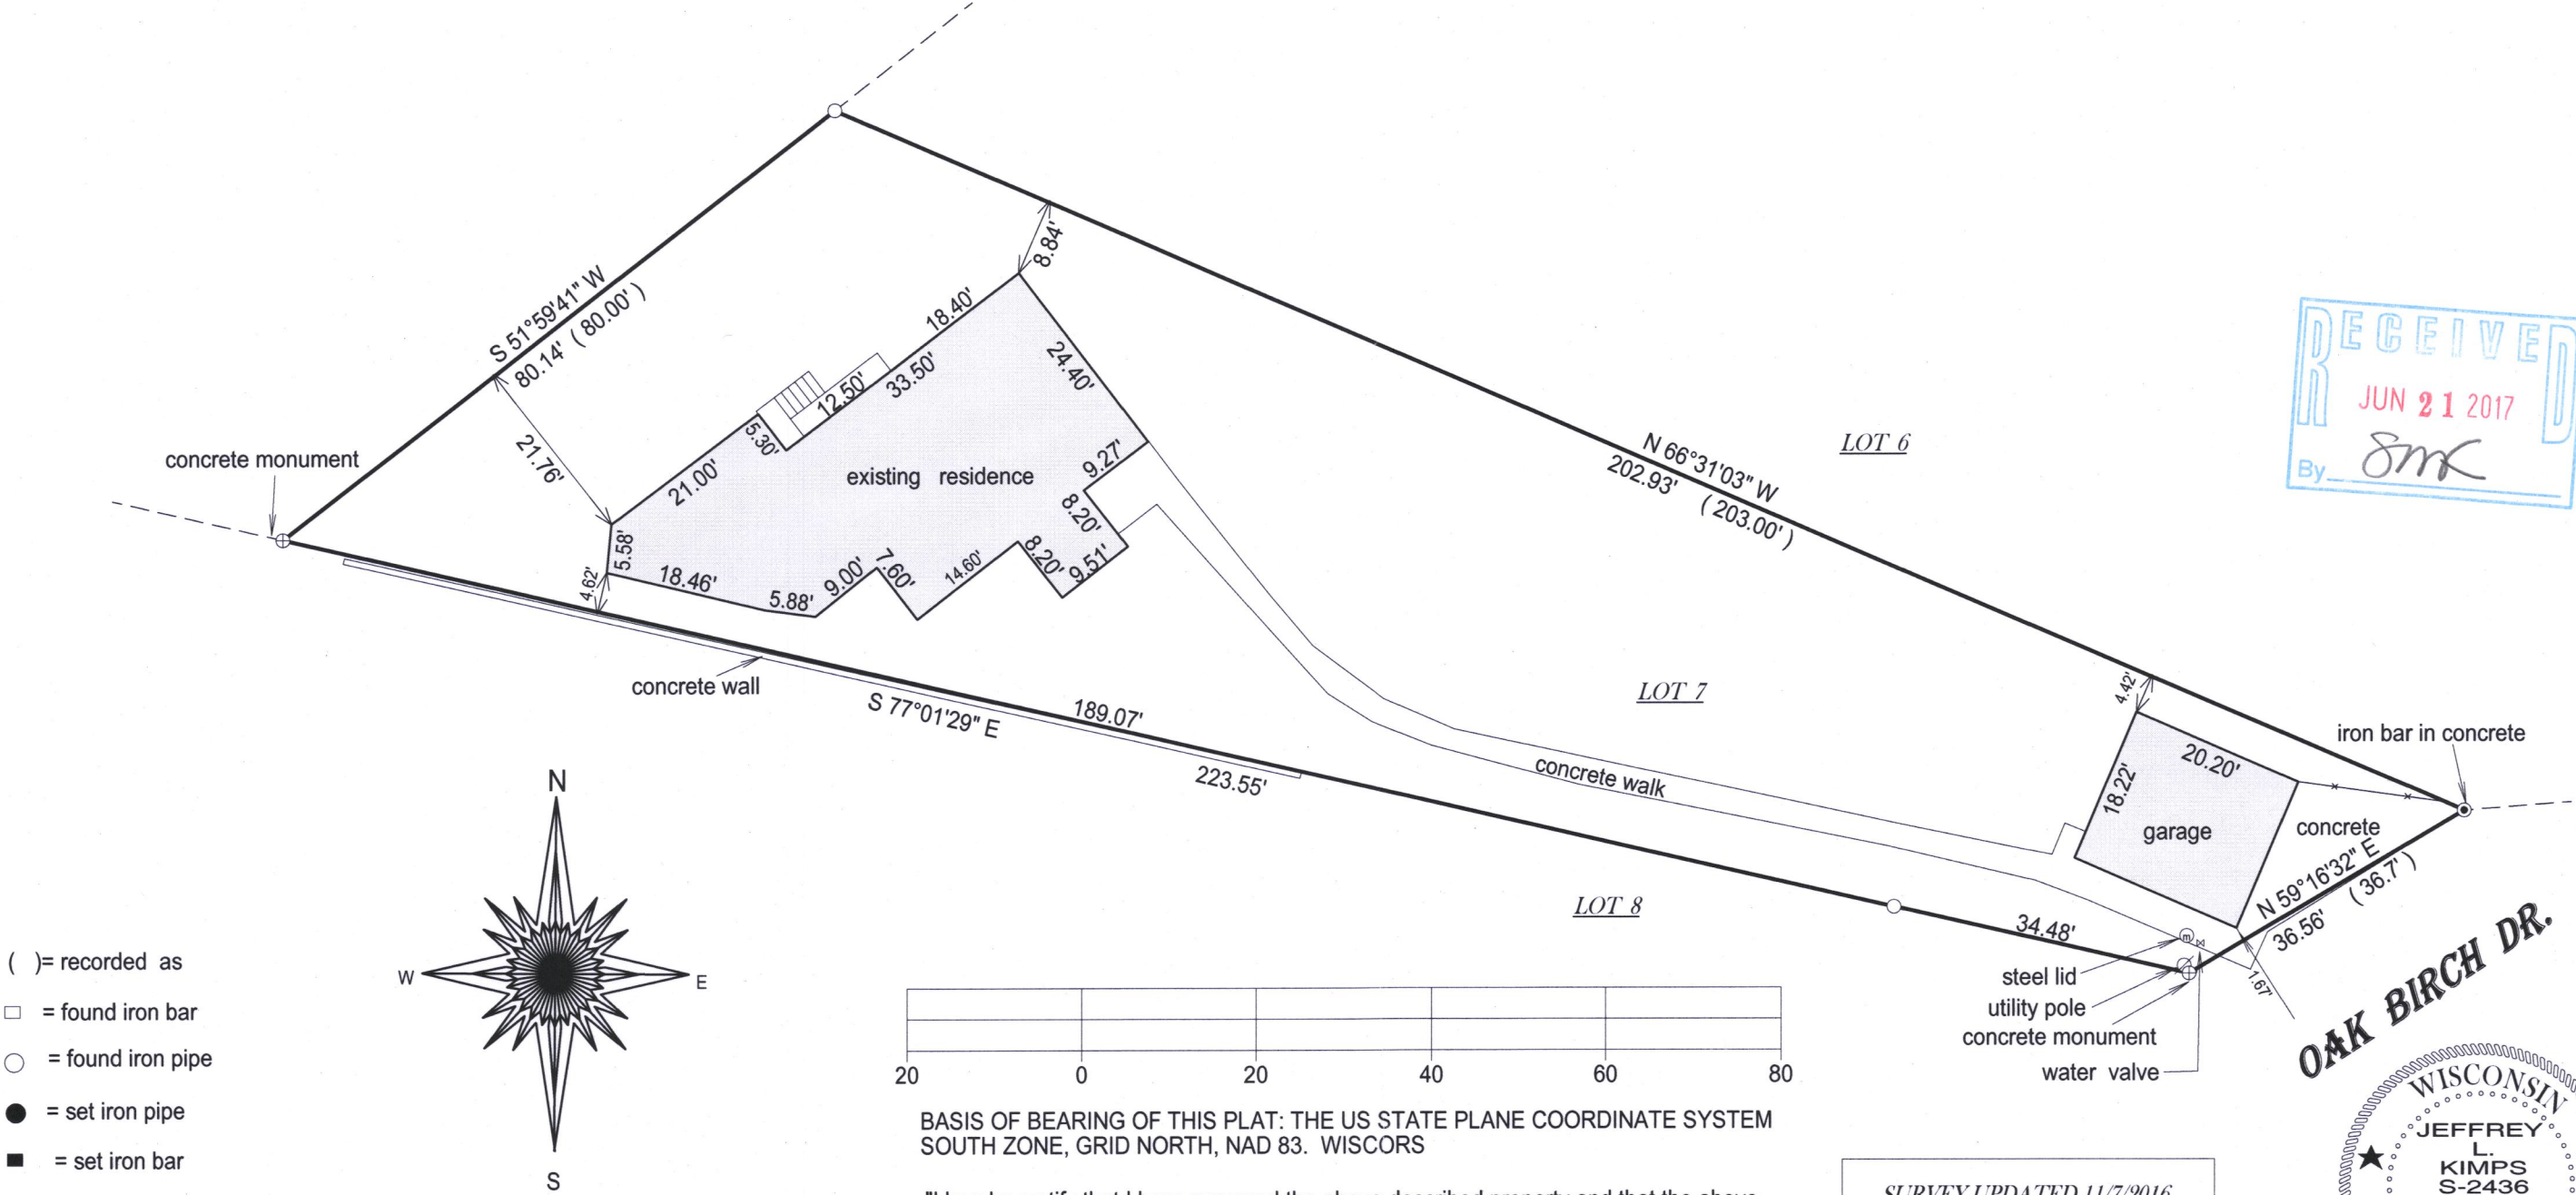 S 51°59'41" W
80.14' ( 80.00' )
8.84'
18.40'
33.50'
12.50'
24.40'
5.30'
21.00'
21.76'
existing residence
9.27'
8.20'
9.51'
8.20'
14.60'
7.60'
9.00'
5.88'
18.46'
5.58'
4.62'
concrete monument
concrete wall
S 77°01'29" E
189.07'
223.55'
N 66°31'03" W
202.93' ( 203.00' )
LOT 6
LOT 7
LOT 8
RECEIVED
JUN 21 2017
By SMK
concrete walk
4.42'
20.20'
18.22'
garage
concrete
iron bar in concrete
N 59°16'32" E
36.56' ( 36.7' )
34.48'
1.67'
steel lid
m
utility pole
concrete monument
water valve
OAK BIRCH DR.
N
W
E
S
( )= recorded as
= found iron bar
= found iron pipe
= set iron pipe
= set iron bar
20 0 20 40 60 80
BASIS OF BEARING OF THIS PLAT: THE US STATE PLANE COORDINATE SYSTEM
SOUTH ZONE, GRID NORTH, NAD 83. WISCORS
SURVEY UPDATED 11/7/2016
WISCONSIN
JEFFREY
L.
KIMPS
S-2436